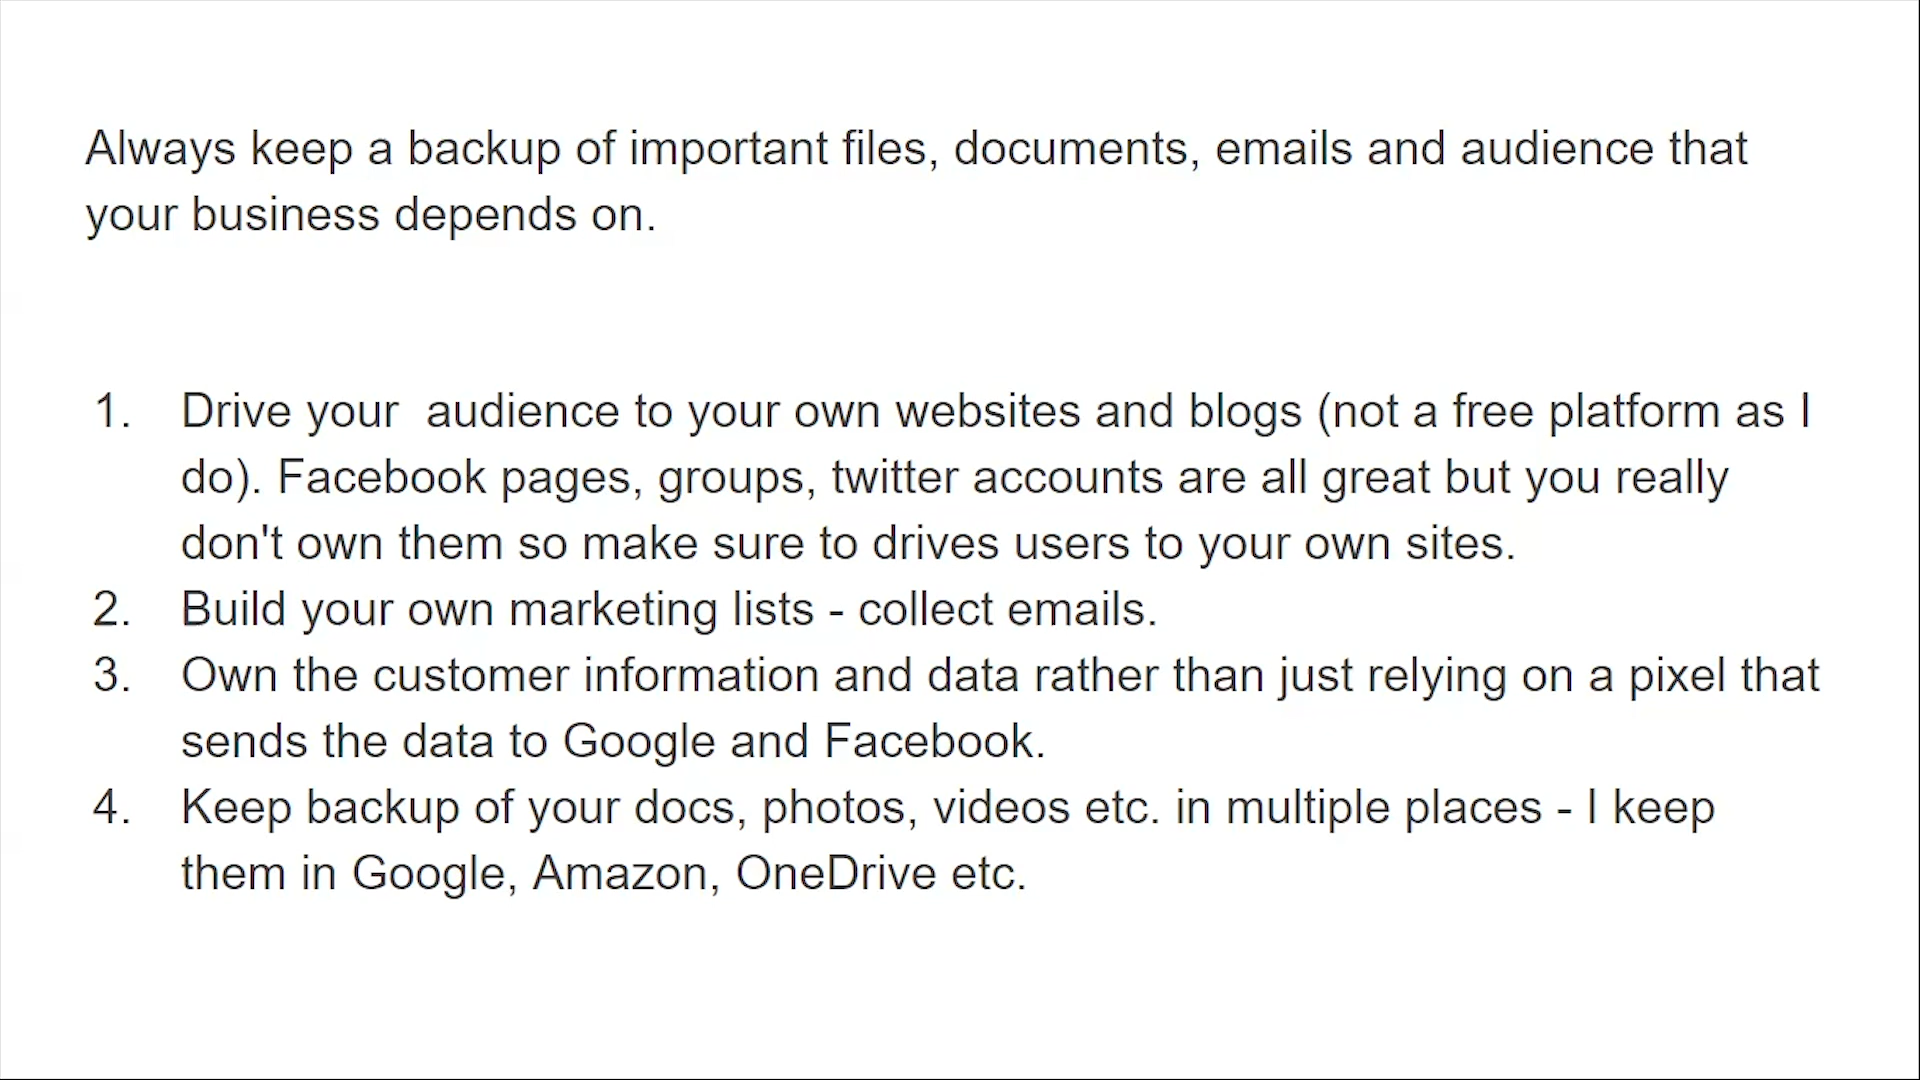 Always keep a backup of important files, documents, emails and audience that
your business depends on.
1. Drive your  audience to your own websites and blogs (not a free platform as I
do). Facebook pages, groups, twitter accounts are all great but you really
don't own them so make sure to drives users to your own sites.
2. Build your own marketing lists - collect emails.
3. Own the customer information and data rather than just relying on a pixel that
sends the data to Google and Facebook.
4. Keep backup of your docs, photos, videos etc. in multiple places - I keep
them in Google, Amazon, OneDrive etc.